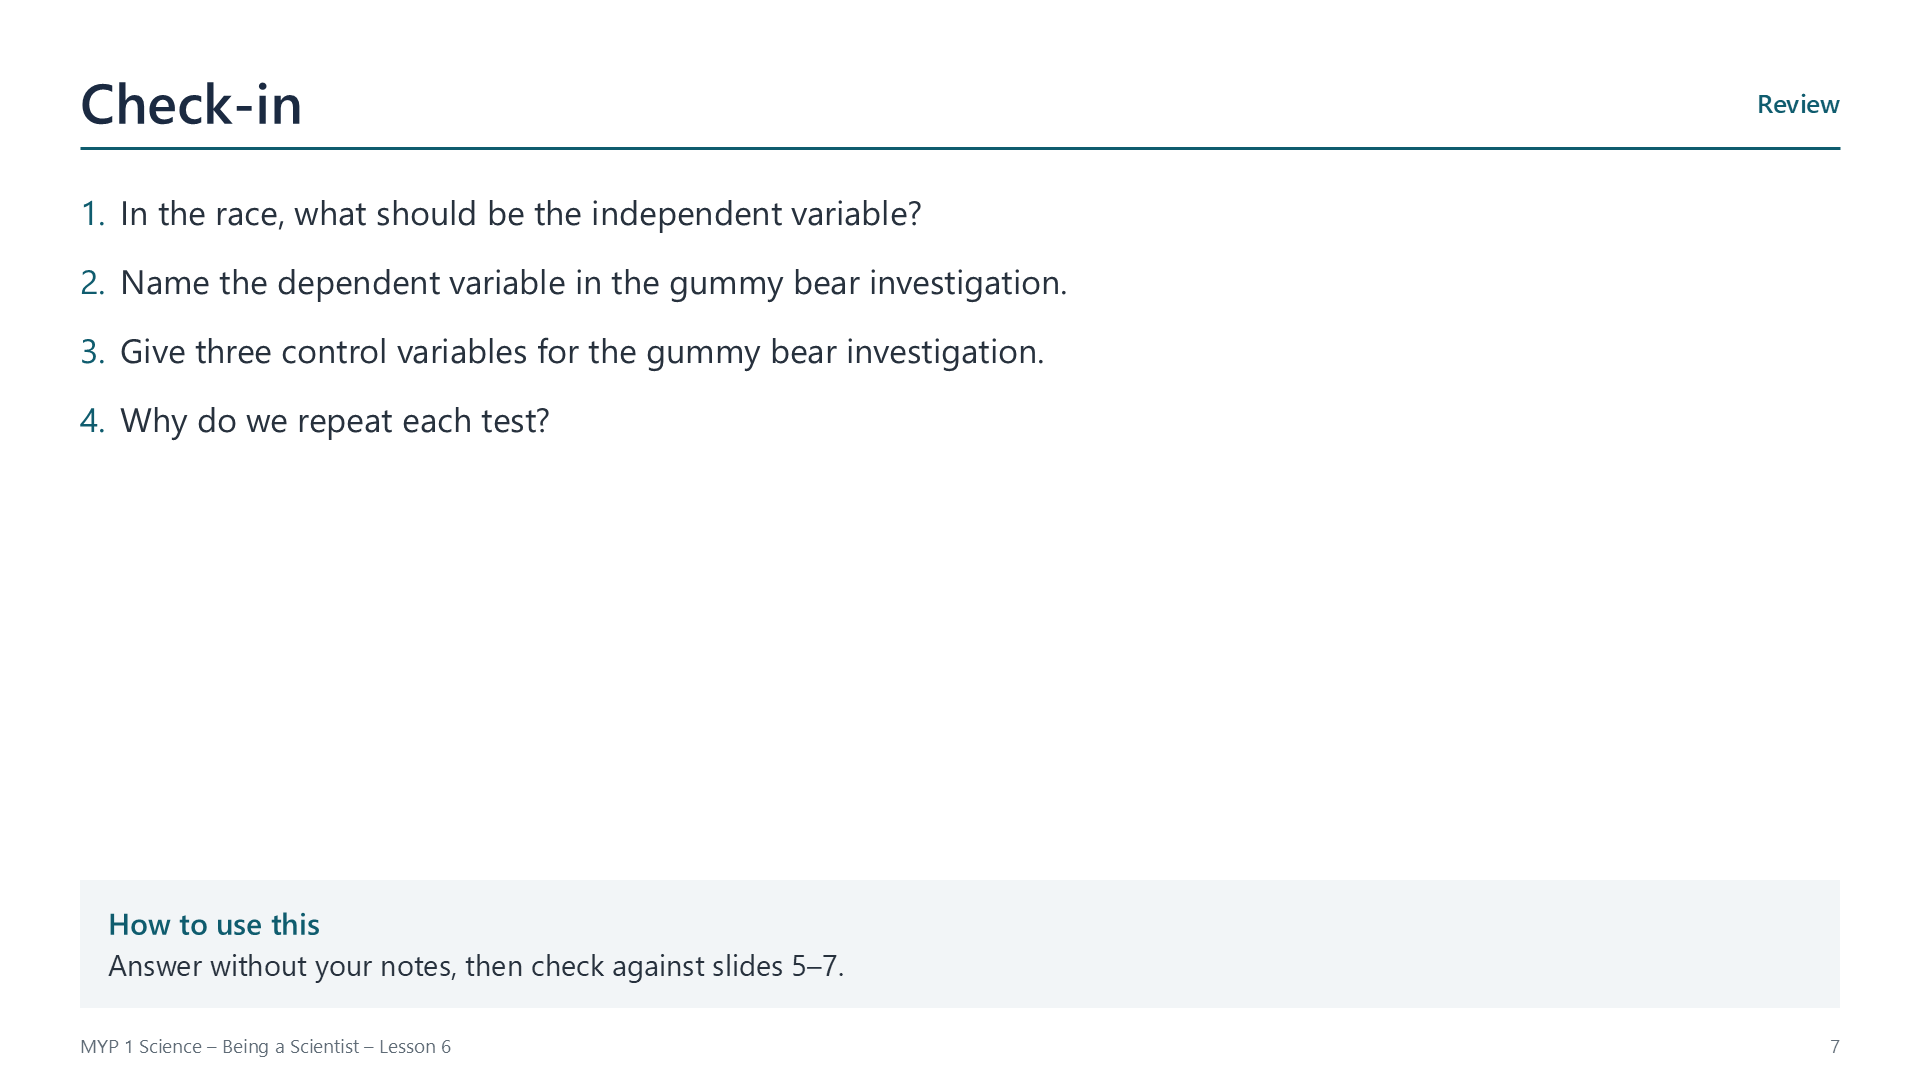 Check-in
Review
1. In the race, what should be the independent variable?
2. Name the dependent variable in the gummy bear investigation.
3. Give three control variables for the gummy bear investigation.
4. Why do we repeat each test?
How to use this
Answer without your notes, then check against slides 5–7.
MYP 1 Science – Being a Scientist – Lesson 6
7